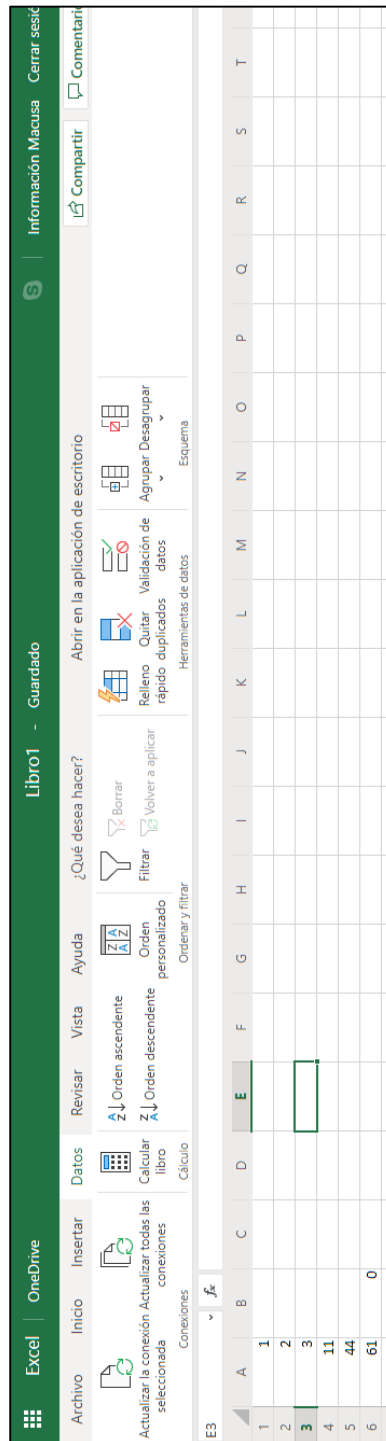 Excel | OneDrive
Libro1 - Guardado
Información Macusa Cerrar sesió
Archivo Inicio Insertar Datos Revisar Vista Ayuda ¿Qué desea hacer? Abrir en la aplicación de escritorio
Compartir Comentario
Actualizar la conexión Actualizar todas las
seleccionada conexiones
Conexiones
Calcular
libro
Cálculo
Orden ascendente
Orden descendente
Orden
personalizado
Filtrar
Borrar
Volver a aplicar
Ordenar y filtrar
Relleno
rápido
Quitar
duplicados
Validación de
datos
Herramientas de datos
Agrupar Desagrupar
Esquema
E3 fx
A B C D E F G H I J K L M N O P Q R S T
1 1
2 2
3 3
4 11
5 44
6 61 0